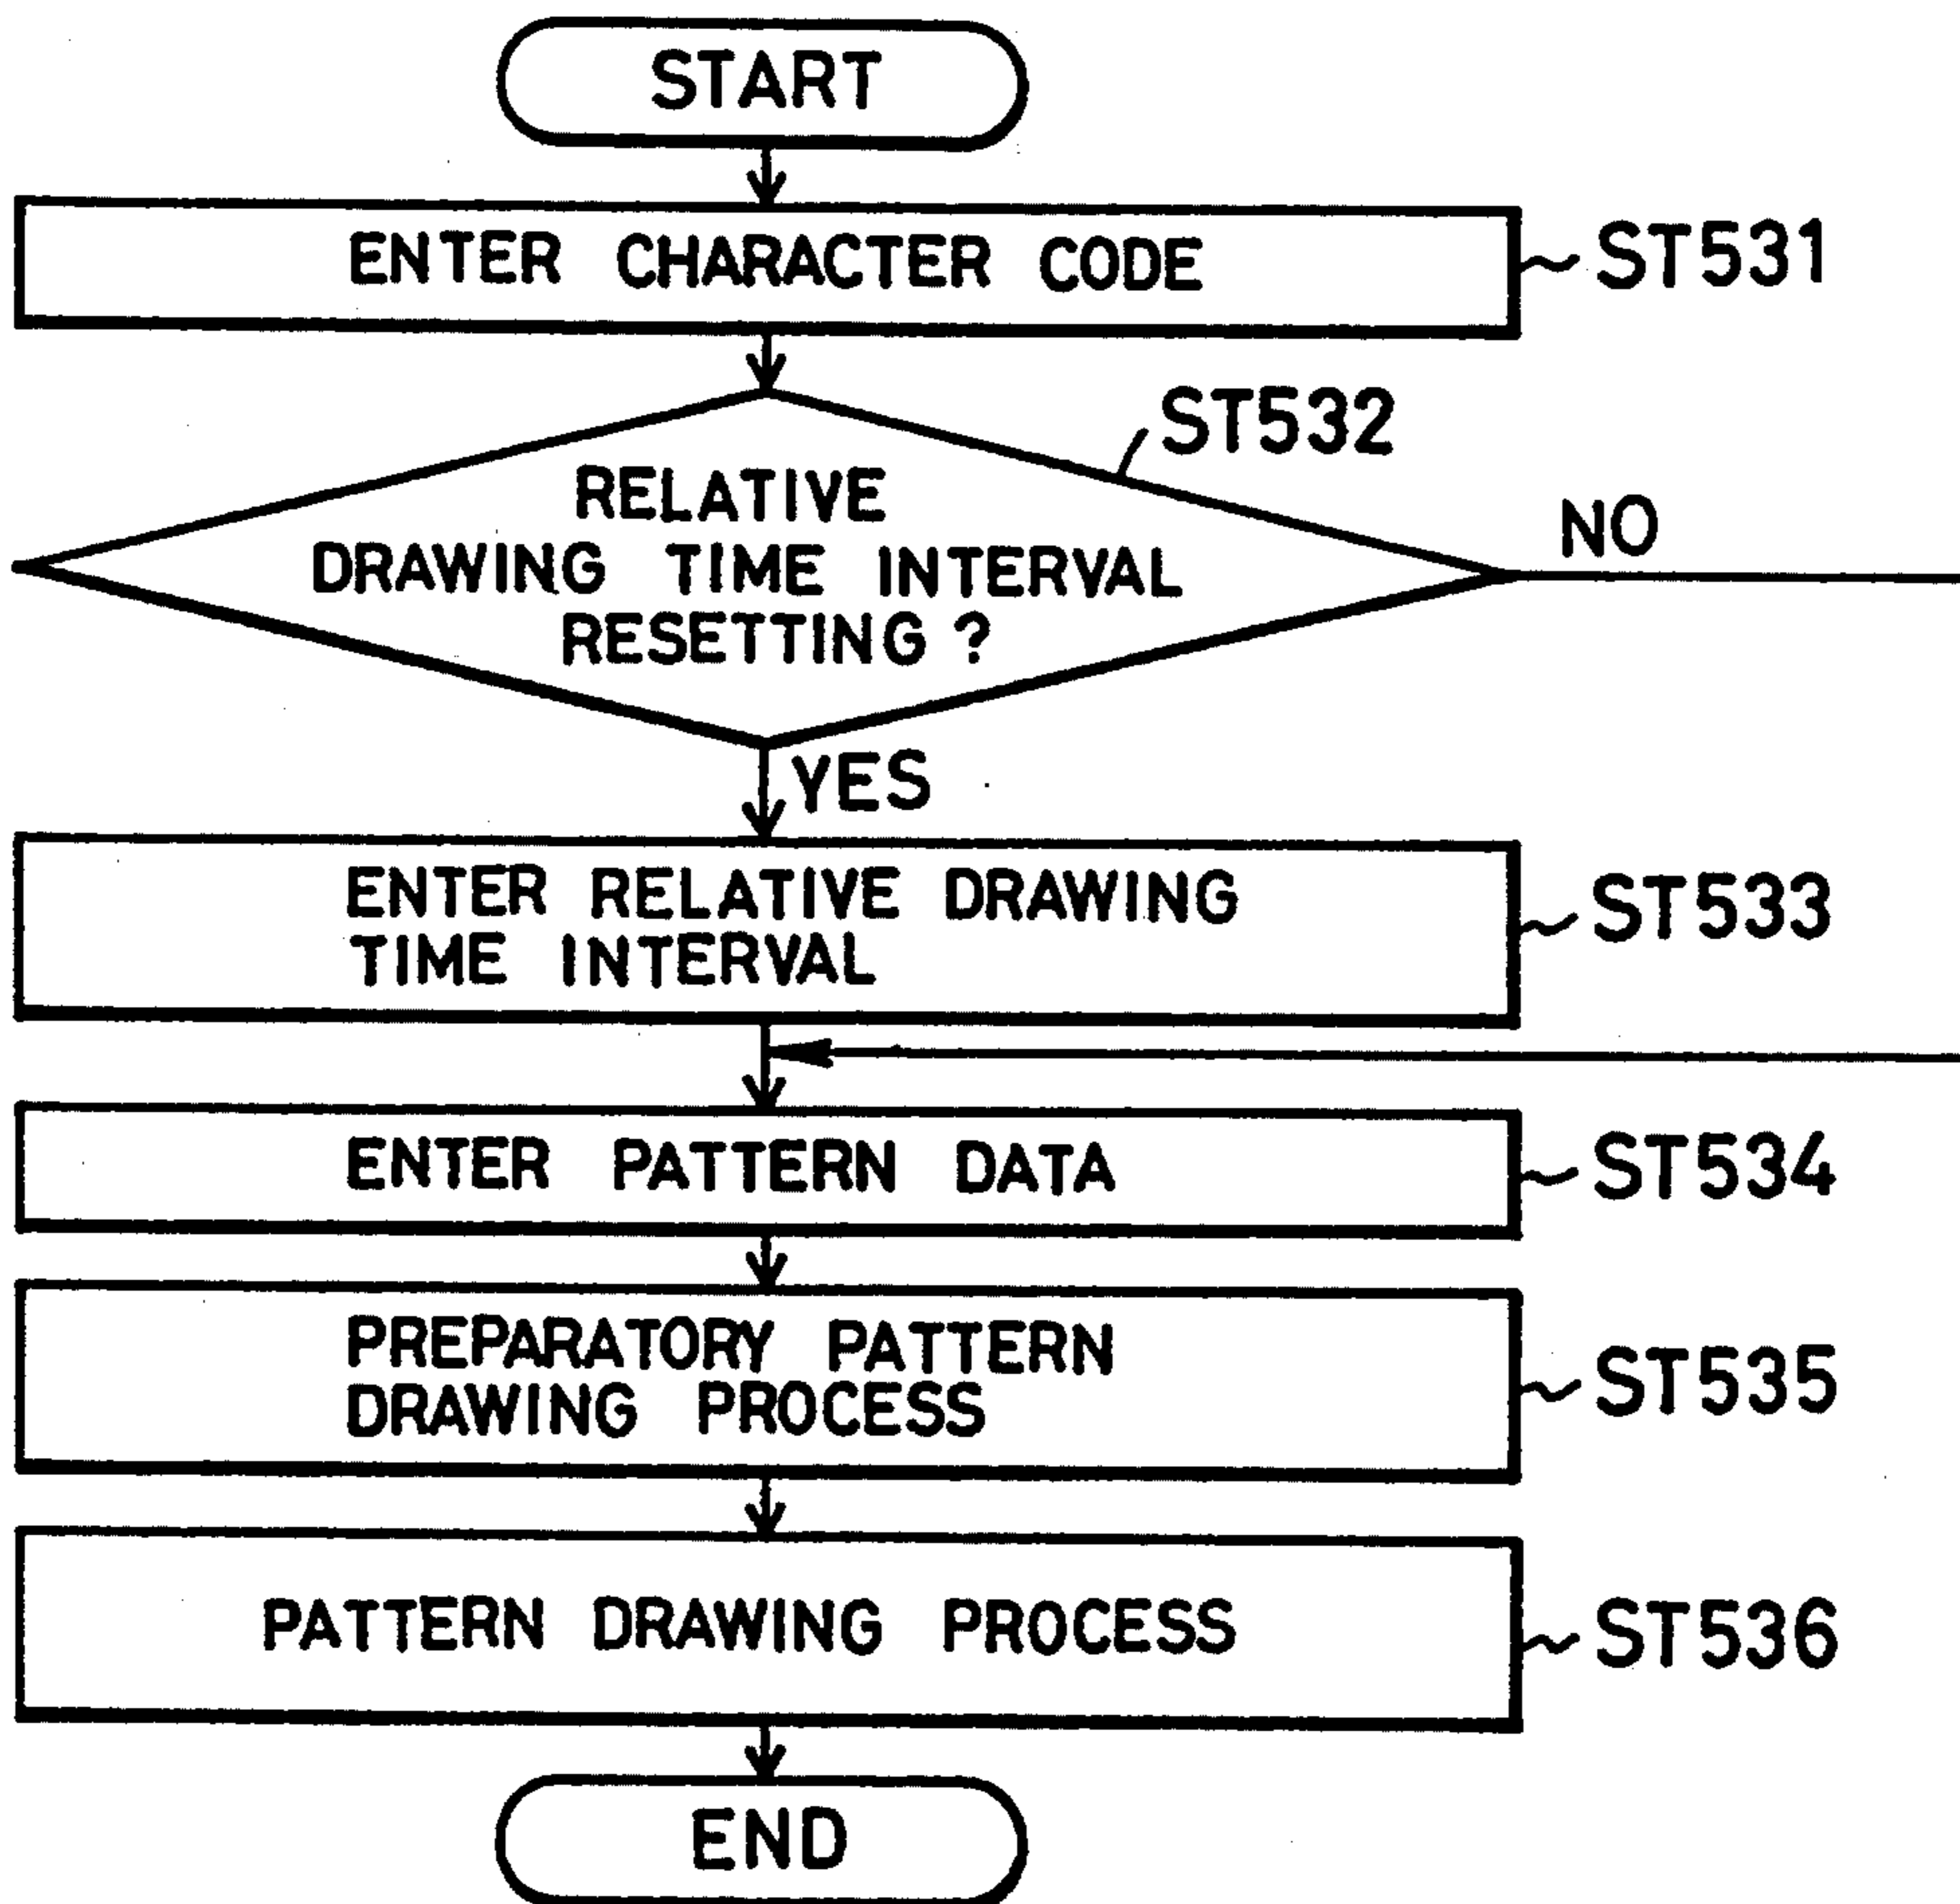 START
ENTER CHARACTER CODE
ST531
ST532
RELATIVE
DRAWING TIME INTERVAL
RESETTING ?
NO
YES
ENTER RELATIVE DRAWING
TIME INTERVAL
ST533
ENTER PATTERN DATA
ST534
PREPARATORY PATTERN
DRAWING PROCESS
ST535
PATTERN DRAWING PROCESS
ST536
END